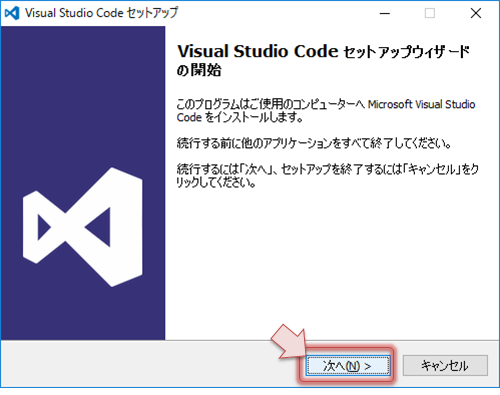 Visual Studio Code セットアップ
Visual Studio Code セットアップウィザード
の開始
このプログラムはご使用のコンピューターへ Microsoft Visual Studio
Code をインストールします。
続行する前に他のアプリケーションをすべて終了してください。
続行するには「次へ」、セットアップを終了するには「キャンセル」をク
リックしてください。
次へ(N) >
キャンセル